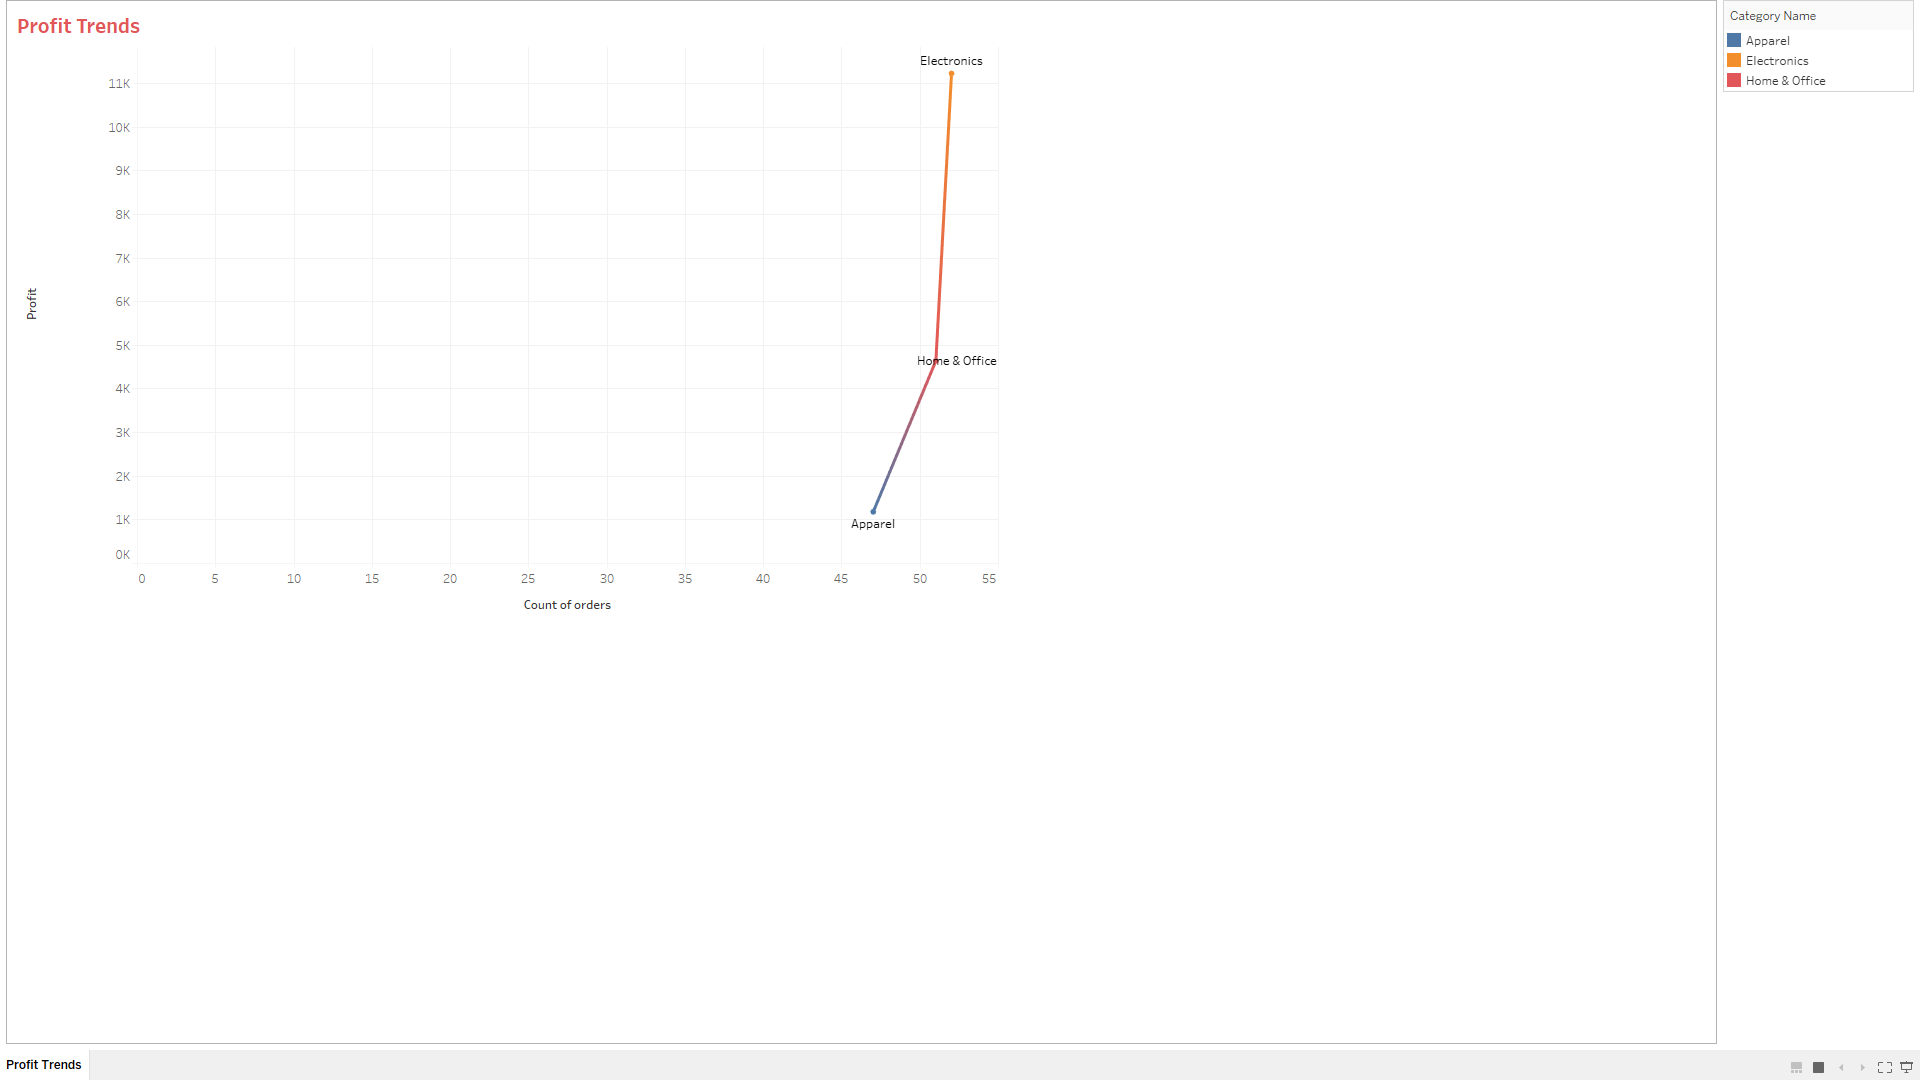 Profit Trends
Category Name
Apparel
Electronics
Home & Office
Electronics
11K
10K
9K
8K
7K
6K
Profit
5K
Home & Office
4K
3K
2K
1K
Apparel
0K
0 5 10 15 20 25 30 35 40 45 50 55
Count of orders
Profit Trends